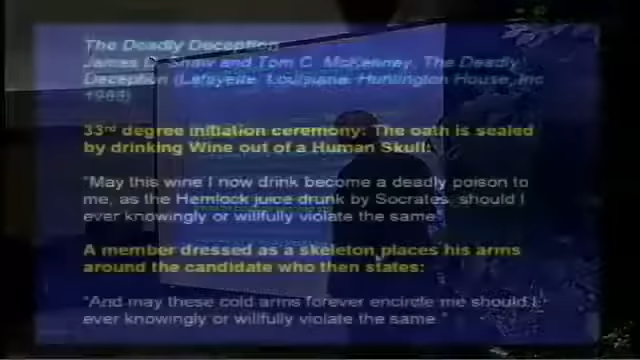 The Deadly Deception
James D. Shaw and Tom C. McKenney, The Deadly
Deception (Lafayette, Louisiana: Huntington House, Inc
1988)
33rd degree initiation ceremony: The oath is sealed
by drinking Wine out of a Human Skull:
"May this wine I now drink become a deadly poison to
me, as the Hemlock juice drunk by Socrates, should I
ever knowingly or willfully violate the same.
A member dressed as a skeleton places his arms
around the candidate who then states:
"And may these cold arms forever encircle me should I
ever knowingly or willfully violate the same."